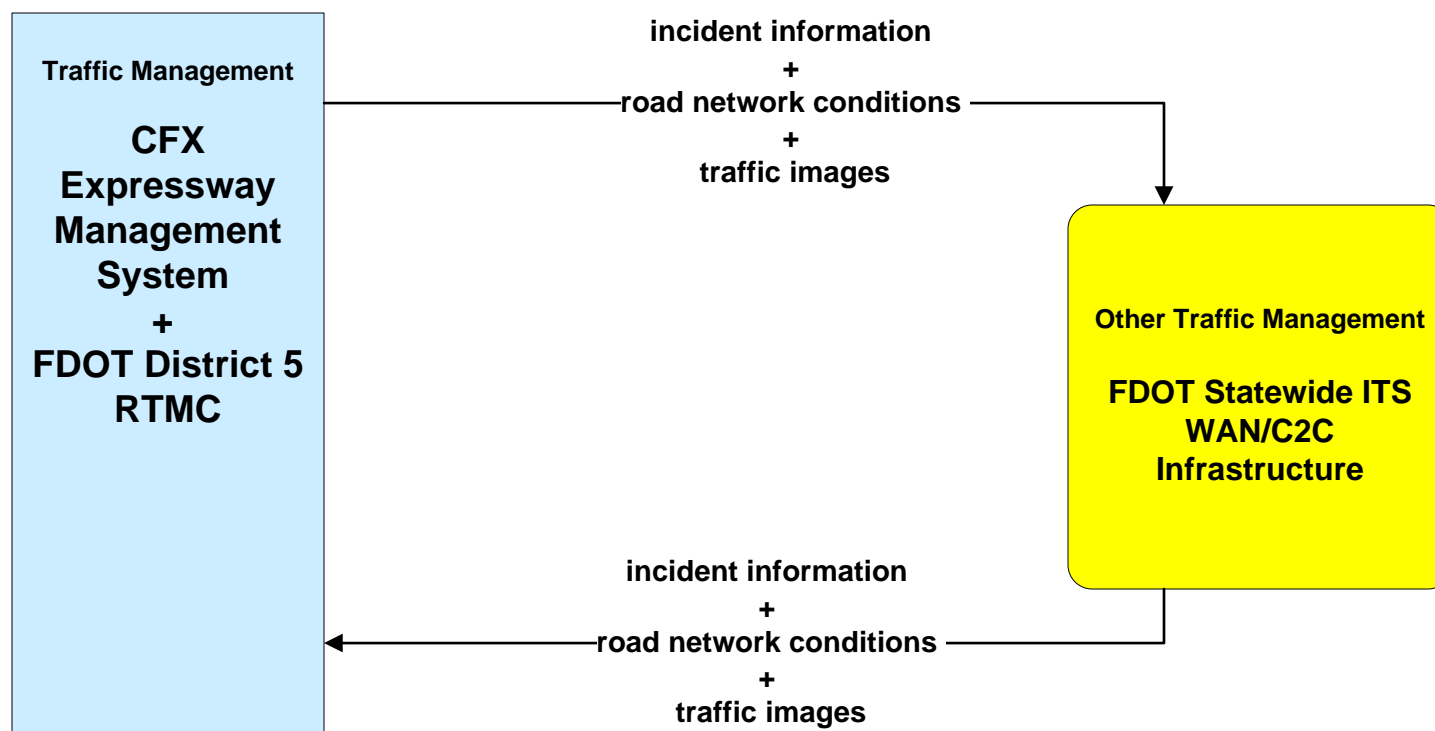 Traffic Management
CFX
Expressway
Management
System
+
FDOT District 5
RTMC
incident information
+
road network conditions
+
traffic images
Other Traffic Management
FDOT Statewide ITS
WAN/C2C
Infrastructure
incident information
+
road network conditions
+
traffic images